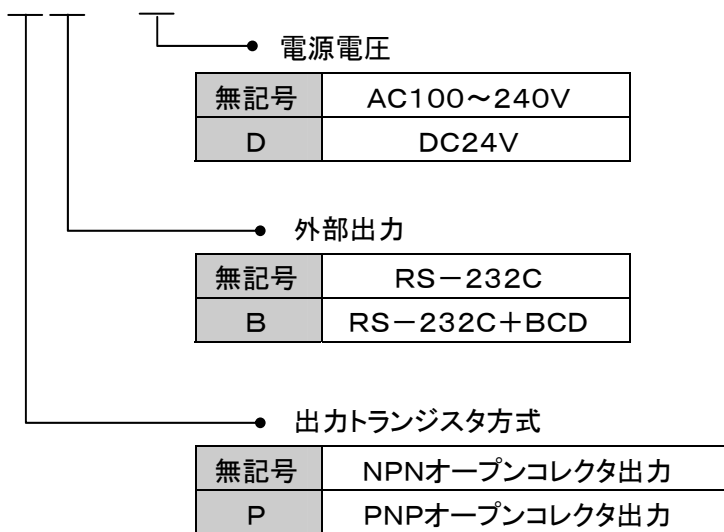 電源電圧
無記号 AC100～240V
D DC24V
外部出力
無記号 RS－232C
B RS－232C＋BCD
出力トランジスタ方式
無記号 NPNオープンコレクタ出力
P PNPオープンコレクタ出力